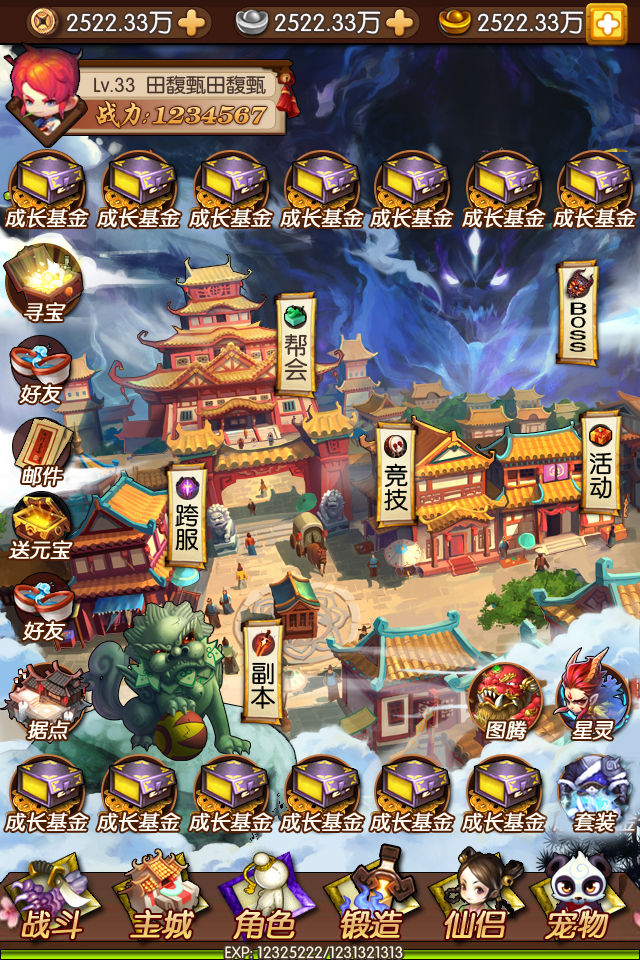 2522.33万 2522.33万 2522.33万
Lv.33 田馥甄田馥甄
战力:1234567
成长基金 成长基金 成长基金 成长基金 成长基金 成长基金 成长基金
寻宝
BOSS
帮会
好友
竞技
活动
邮件
跨服
送元宝
好友
副本
据点
图腾
星灵
成长基金 成长基金 成长基金 成长基金 成长基金 成长基金 套装
战斗 主城 角色 锻造 仙侣 宠物
EXP: 12325222/1231321313